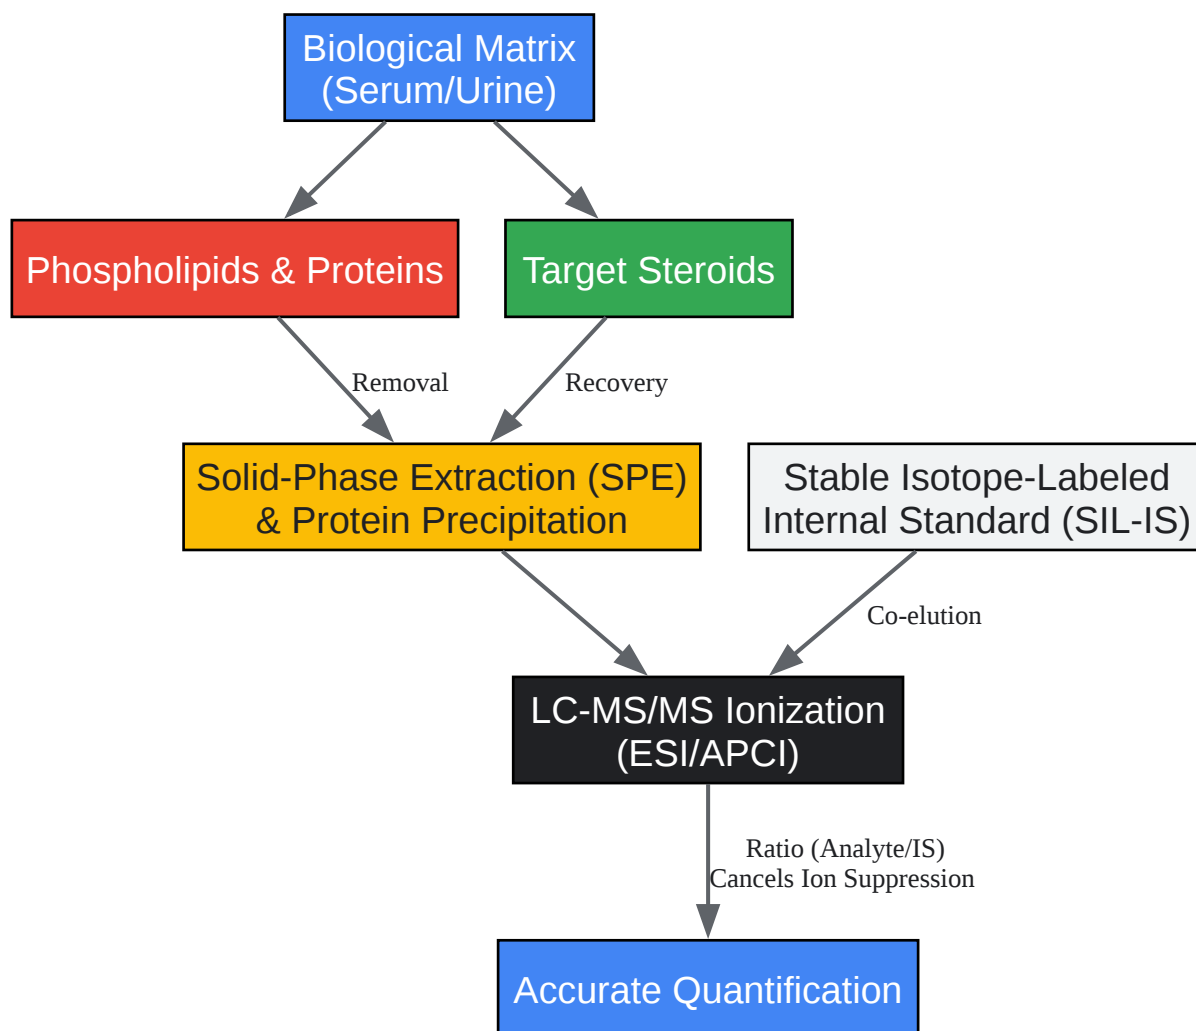 Biological Matrix
(Serum/Urine)
Phospholipids & Proteins
Target Steroids
Removal
Recovery
Solid-Phase Extraction (SPE)
& Protein Precipitation
Stable Isotope-Labeled
Internal Standard (SIL-IS)
Co-elution
LC-MS/MS Ionization
(ESI/APCI)
Ratio (Analyte/IS)
Cancels Ion Suppression
Accurate Quantification